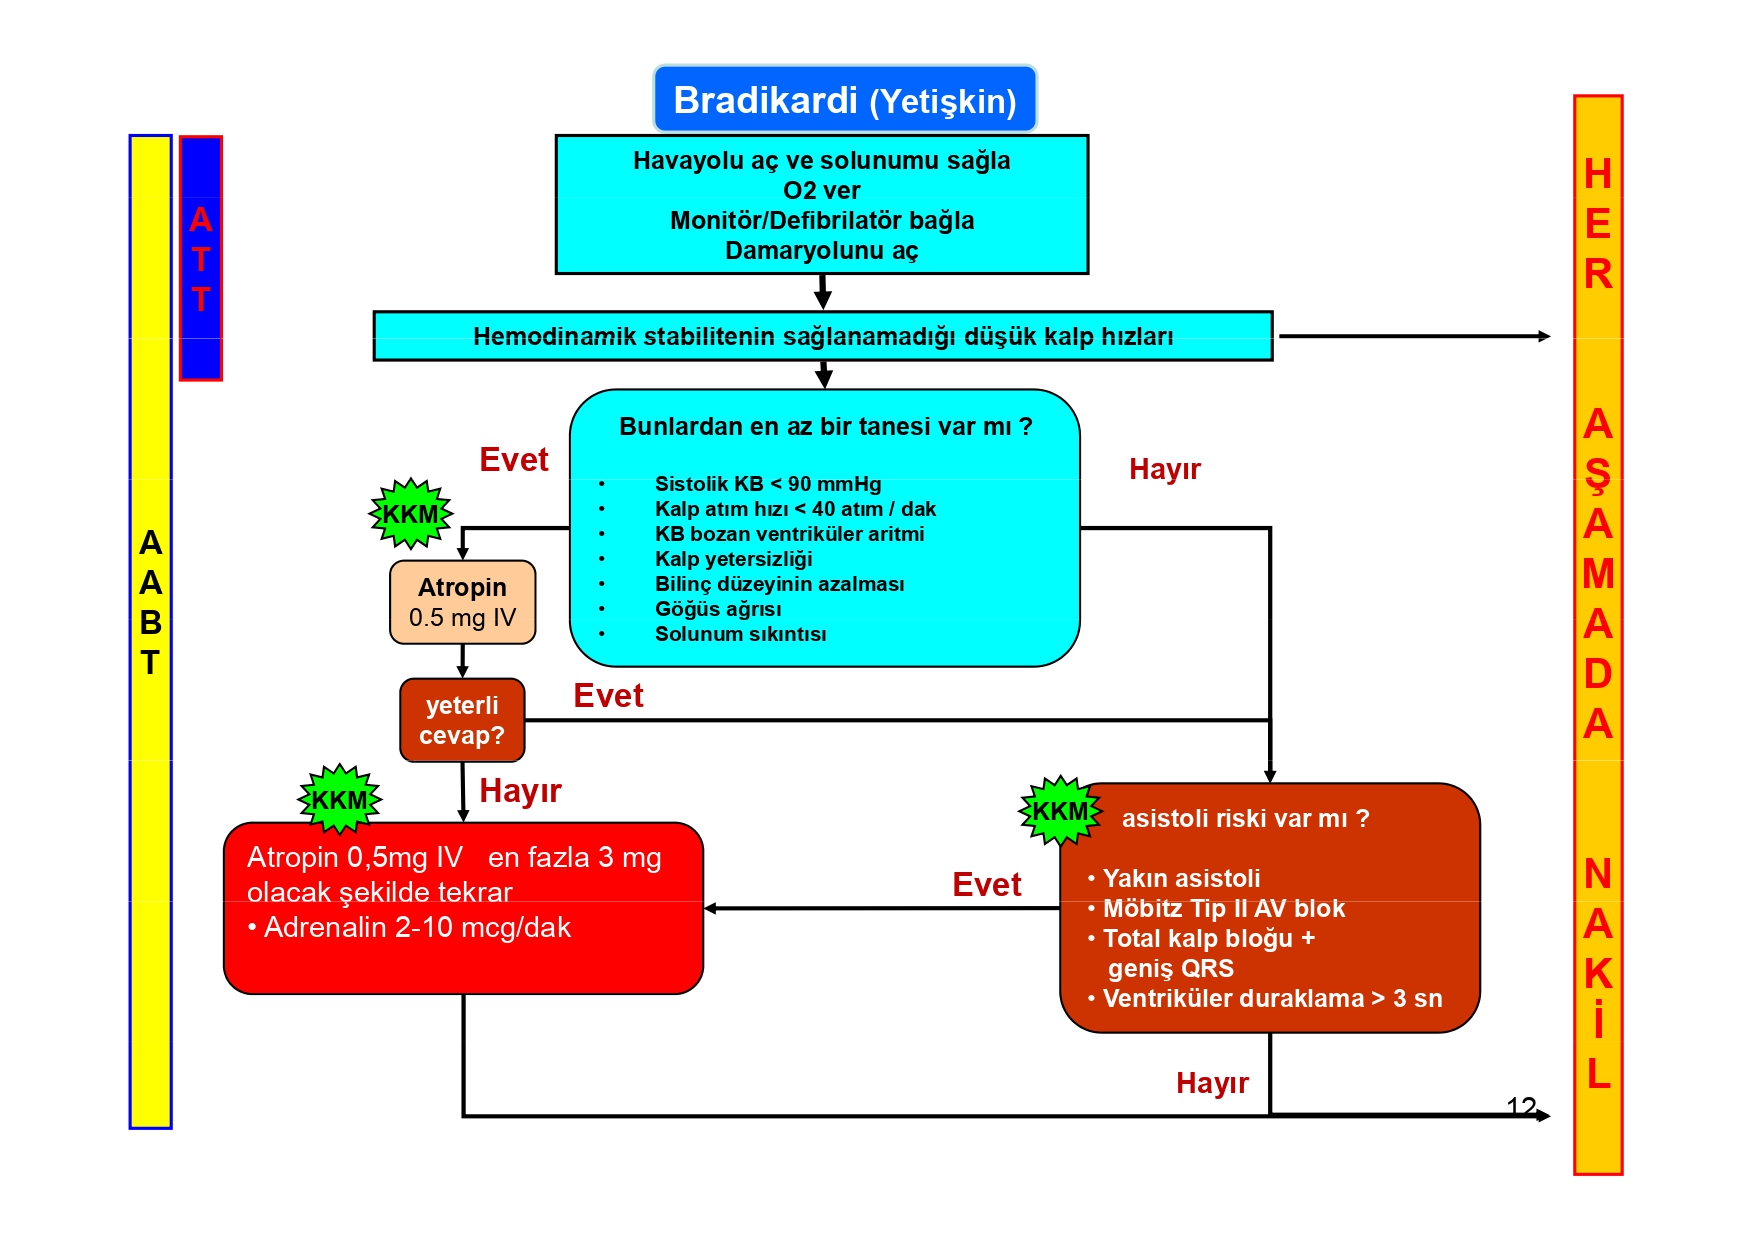 Bradikardi (Yetişkin)
Havayolu aç ve solunumu sağla
O2 ver
Monitör/Defibrilatör bağla
Damaryolunu aç
A
T
T
A
A
B
T
Hemodinamik stabilitenin sağlanamadığı düşük kalp hızları
Bunlardan en az bir tanesi var mı ?
• Sistolik KB < 90 mmHg
• Kalp atım hızı < 40 atım / dak
• KB bozan ventriküler aritmi
• Kalp yetersizliği
• Bilinç düzeyinin azalması
• Göğüs ağrısı
• Solunum sıkıntısı
Evet
Hayır
KKM
Atropin
0.5 mg IV
yeterli
cevap?
Evet
Hayır
KKM
Atropin 0,5mg IV   en fazla 3 mg
olacak şekilde tekrar
• Adrenalin 2-10 mcg/dak
KKM
asistoli riski var mı ?
• Yakın asistoli
• Möbitz Tip II AV blok
• Total kalp bloğu +
geniş QRS
• Ventriküler duraklama > 3 sn
Evet
Hayır
12
H
E
R
A
Ş
A
M
A
D
A
N
A
K
İ
L